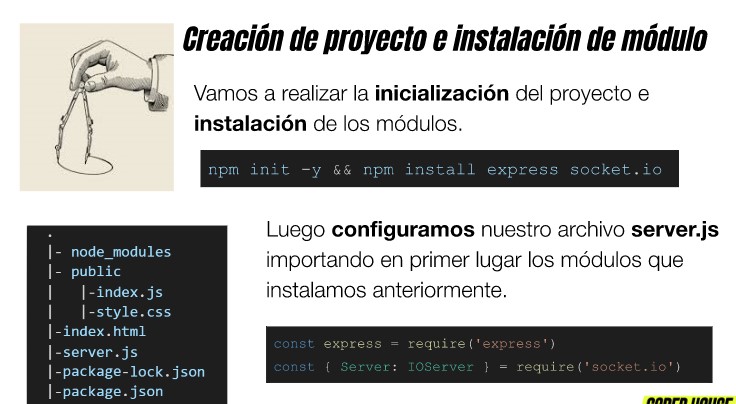 Creación de proyecto e instalación de módulo
Vamos a realizar la inicialización del proyecto e
instalación de los módulos.
npm init -y && npm install express socket.io
.
|- node_modules
|- public
|   |-index.js
|   |-style.css
|-index.html
|-server.js
|-package-lock.json
|-package.json
Luego configuramos nuestro archivo server.js
importando en primer lugar los módulos que
instalamos anteriormente.
const express = require('express')
const { Server: IOServer } = require('socket.io')
CODER HOUSE